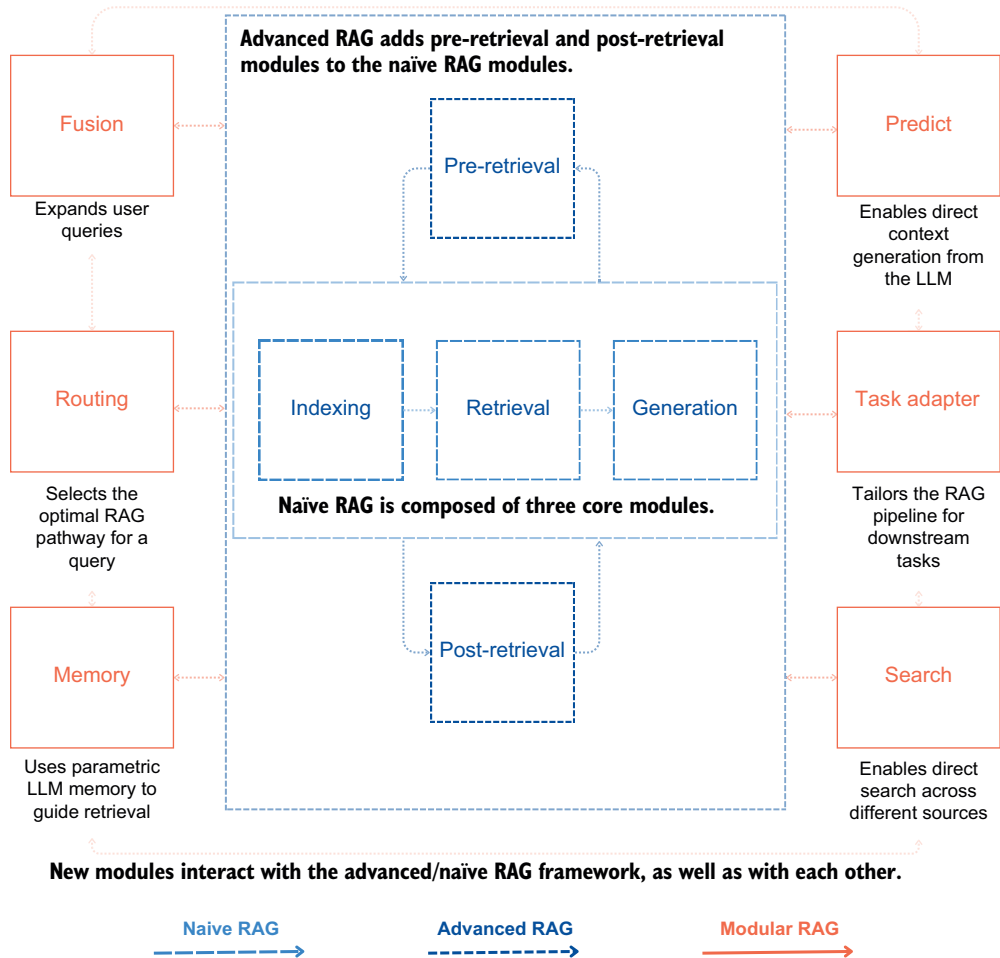 Advanced RAG adds pre-retrieval and post-retrieval
modules to the naïve RAG modules.
Fusion
Expands user
queries
Pre-retrieval
Predict
Enables direct
context
generation from
the LLM
Routing
Selects the
optimal RAG
pathway for a
query
Indexing
Retrieval
Generation
Naïve RAG is composed of three core modules.
Task adapter
Tailors the RAG
pipeline for
downstream
tasks
Memory
Uses parametric
LLM memory to
guide retrieval
Post-retrieval
Search
Enables direct
search across
different sources
New modules interact with the advanced/naïve RAG framework, as well as with each other.
Naive RAG
Advanced RAG
Modular RAG